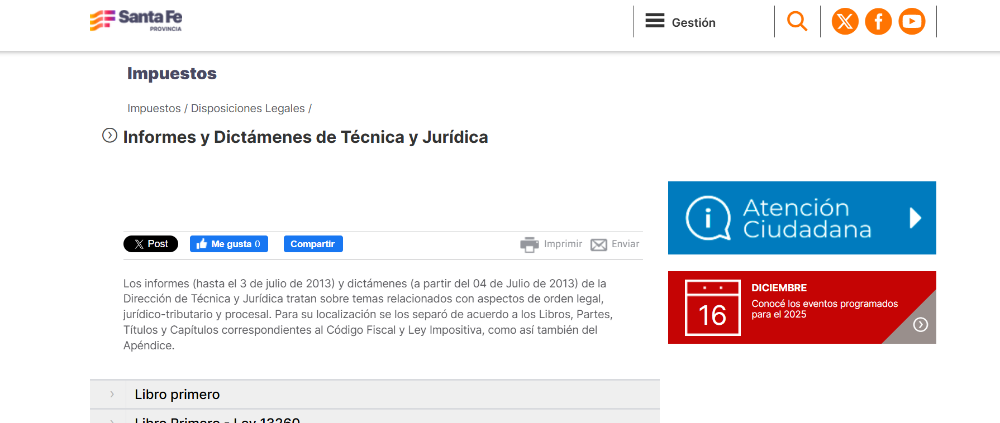 Santa Fe
PROVINCIA
Gestión
Impuestos
Impuestos / Disposiciones Legales /
Informes y Dictámenes de Técnica y Jurídica
Atención
Ciudadana
Post
Me gusta 0
Compartir
Imprimir
Enviar
DICIEMBRE
16
Conocé los eventos programados
para el 2025
Los informes (hasta el 3 de julio de 2013) y dictámenes (a partir del 04 de Julio de 2013) de la
Dirección de Técnica y Jurídica tratan sobre temas relacionados con aspectos de orden legal,
jurídico-tributario y procesal. Para su localización se los separó de acuerdo a los Libros, Partes,
Títulos y Capítulos correspondientes al Código Fiscal y Ley Impositiva, como así también del
Apéndice.
Libro primero
Libro Primero - Ley 13260